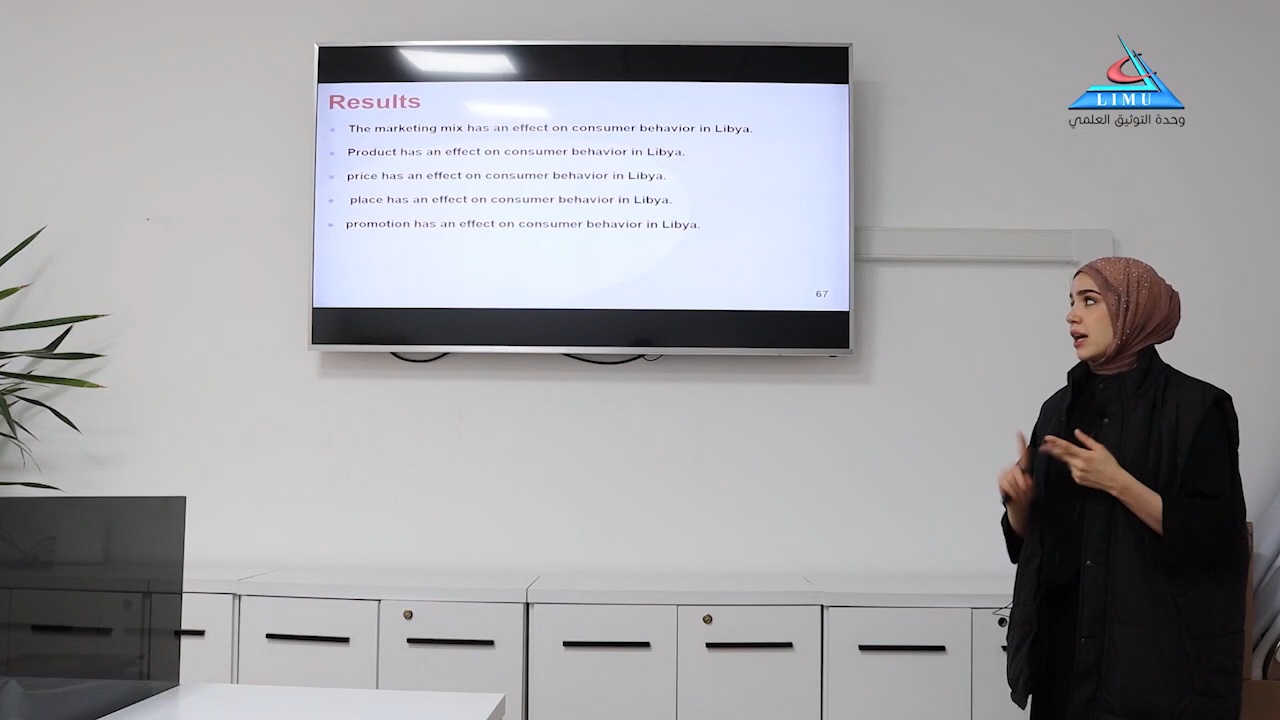 Results
The marketing mix has an effect on consumer behavior in Libya.
Product has an effect on consumer behavior in Libya.
price has an effect on consumer behavior in Libya.
place has an effect on consumer behavior in Libya.
promotion has an effect on consumer behavior in Libya.
67
LIMU
وحدة التوثيق العلمي